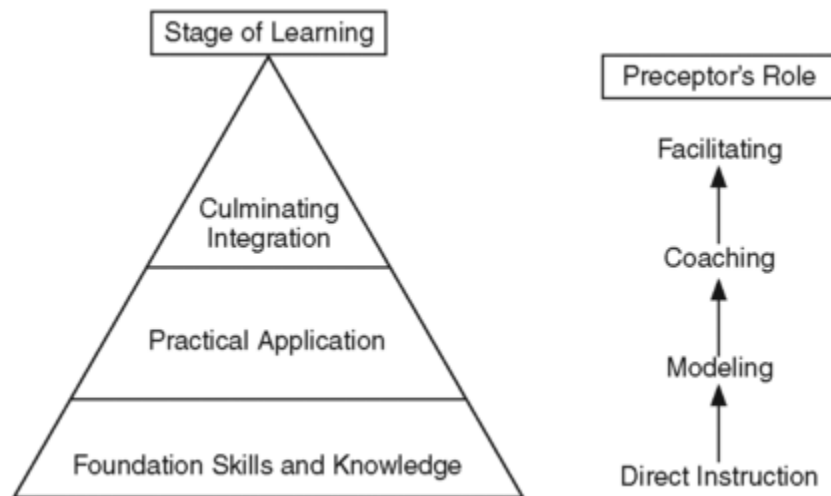 Stage of Learning
Culminating
Integration
Practical Application
Foundation Skills and Knowledge
Preceptor's Role
Facilitating
Coaching
Modeling
Direct Instruction